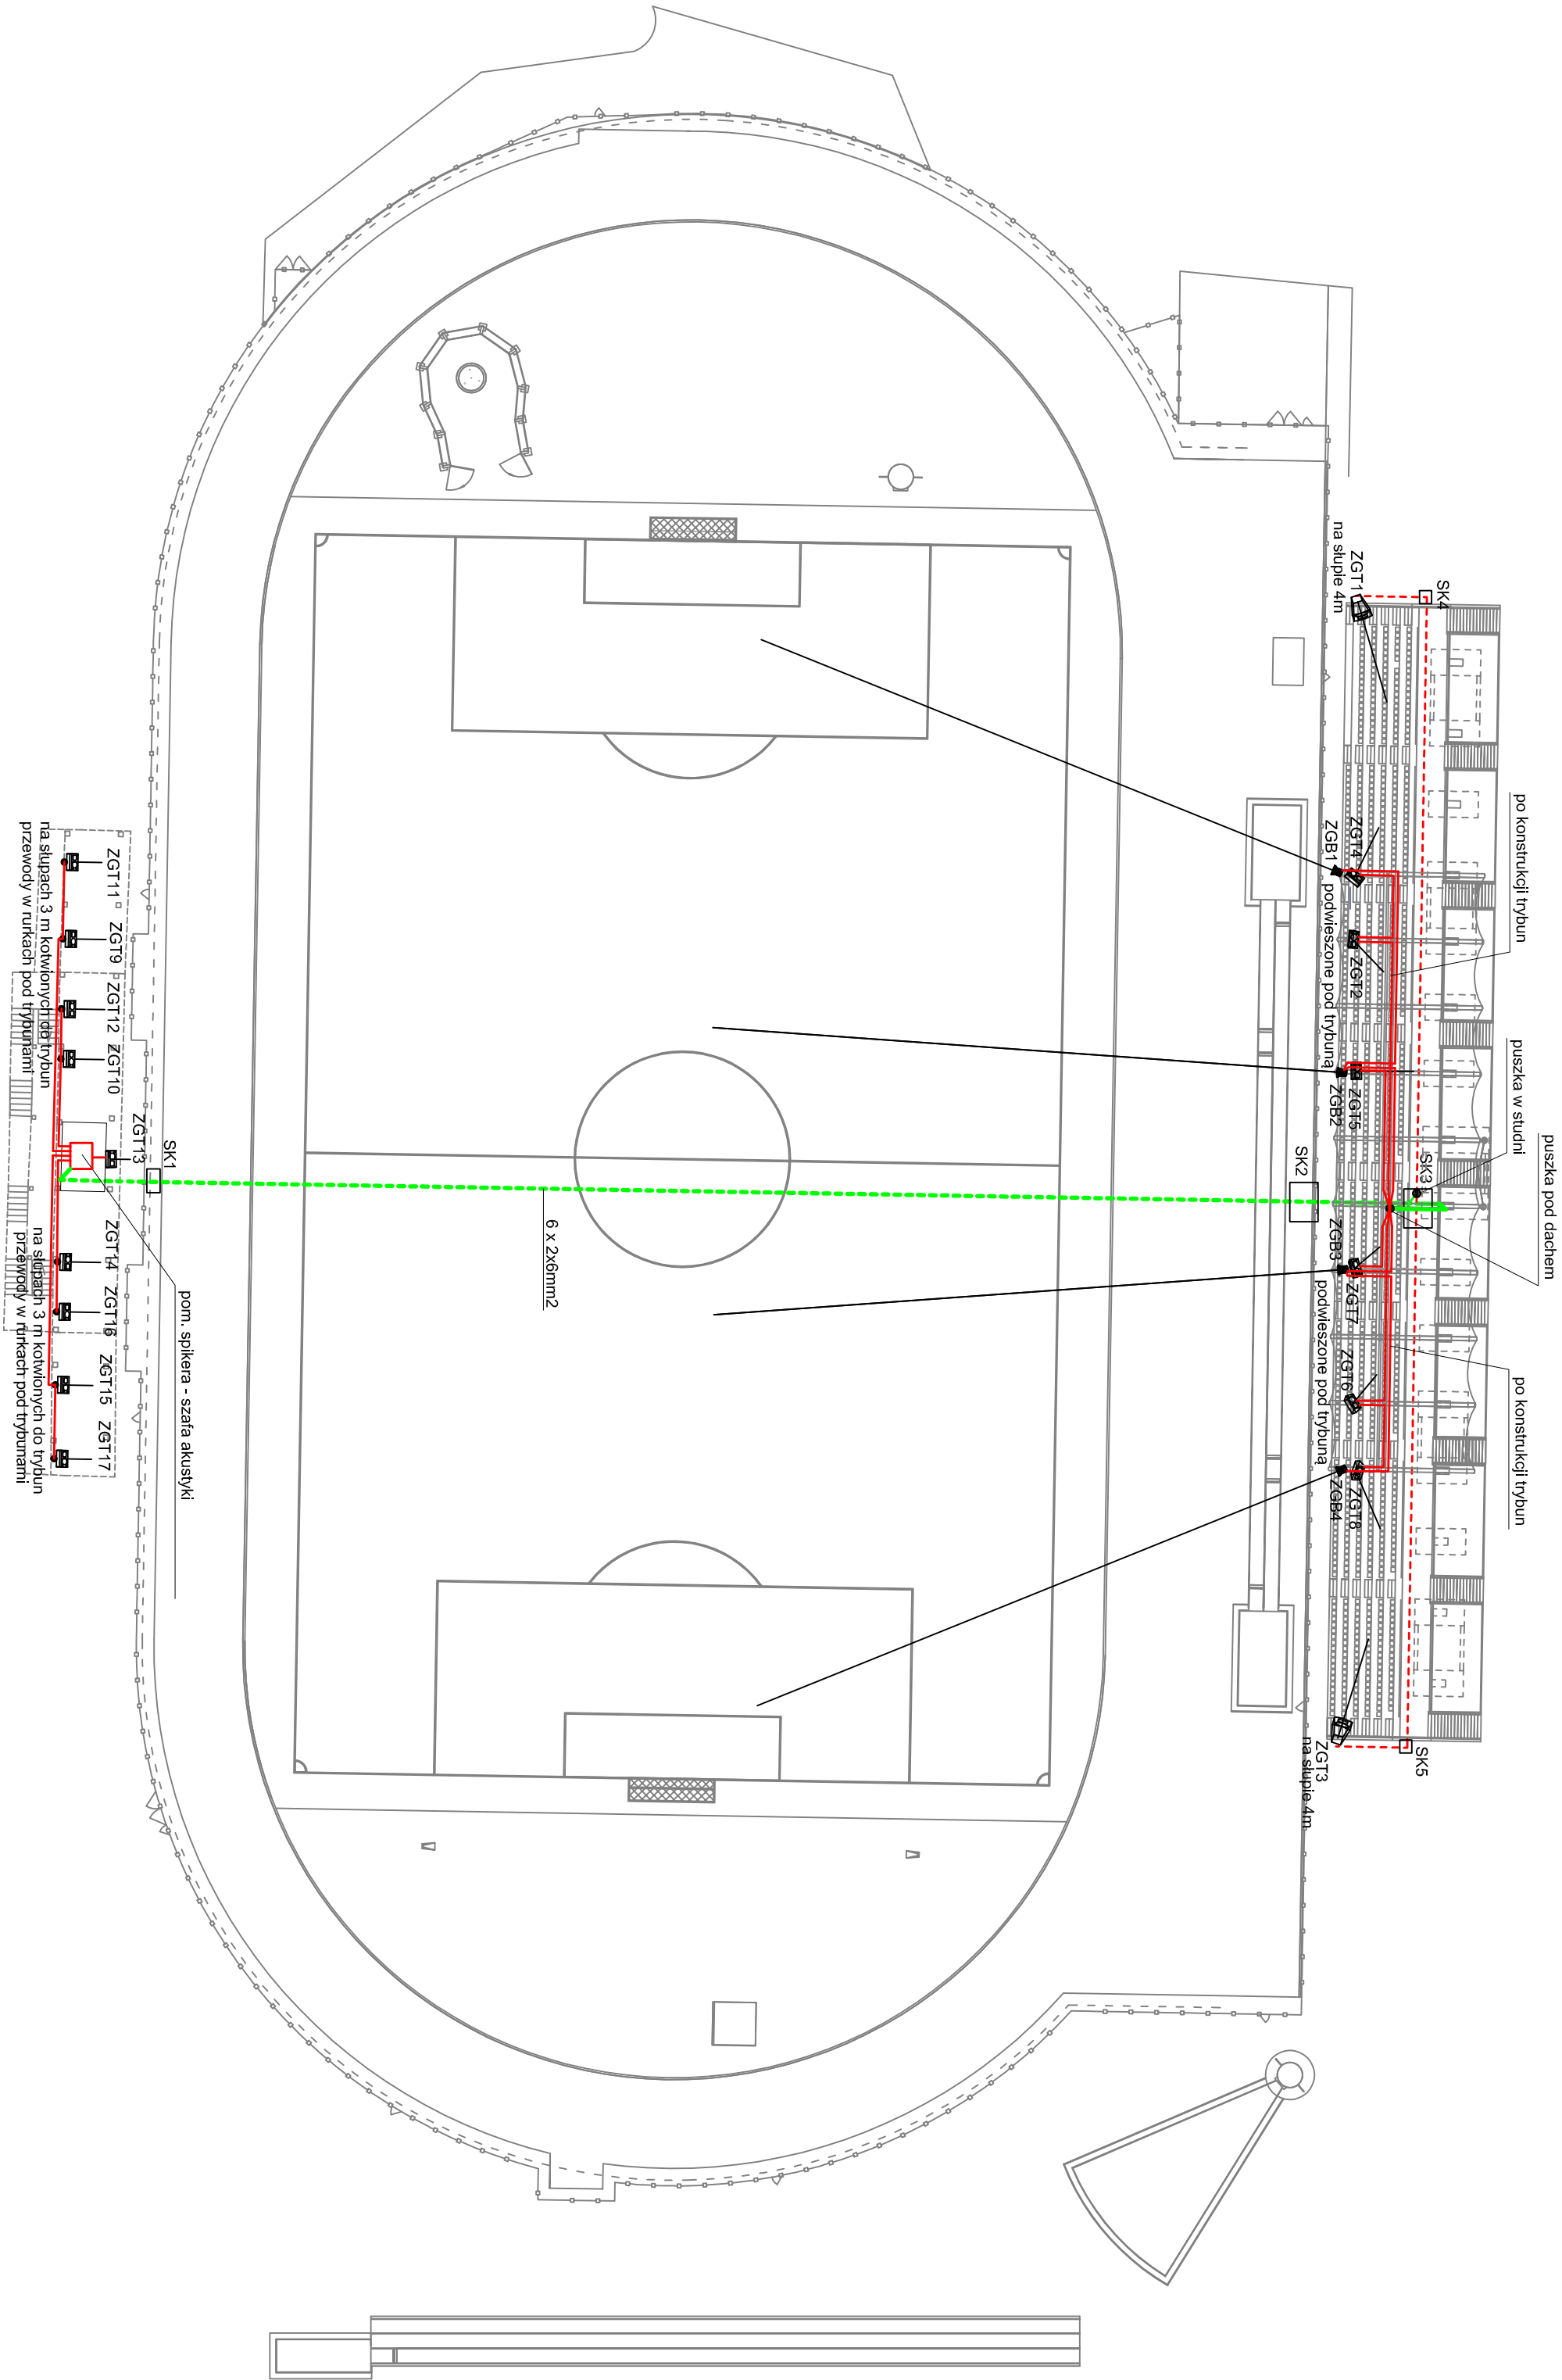 SK4
ZGT1
na słupie 4m
po konstrukcji trybun
ZGT4
ZGB1
podwieszone pod trybuną
ZGT2
puszka w studni
ZGT5
ZGB2
puszka pod dachem
SK3
SK2
ZGB3
ZGT7
podwieszone pod trybuną
ZGT6
po konstrukcji trybun
ZGT8
ZGB4
SK5
ZGT3
na słupie 4m
6 x 2x6mm2
SK1
ZGT11
ZGT9
ZGT12
ZGT10
ZGT13
ZGT14
ZGT16
ZGT15
ZGT17
na słupach 3 m kotwionych do trybun
przewody w rurkach pod trybunami
na słupach 3 m kotwionych do trybun
przewody w rurkach pod trybunami
pom. spikera - szafa akustyki